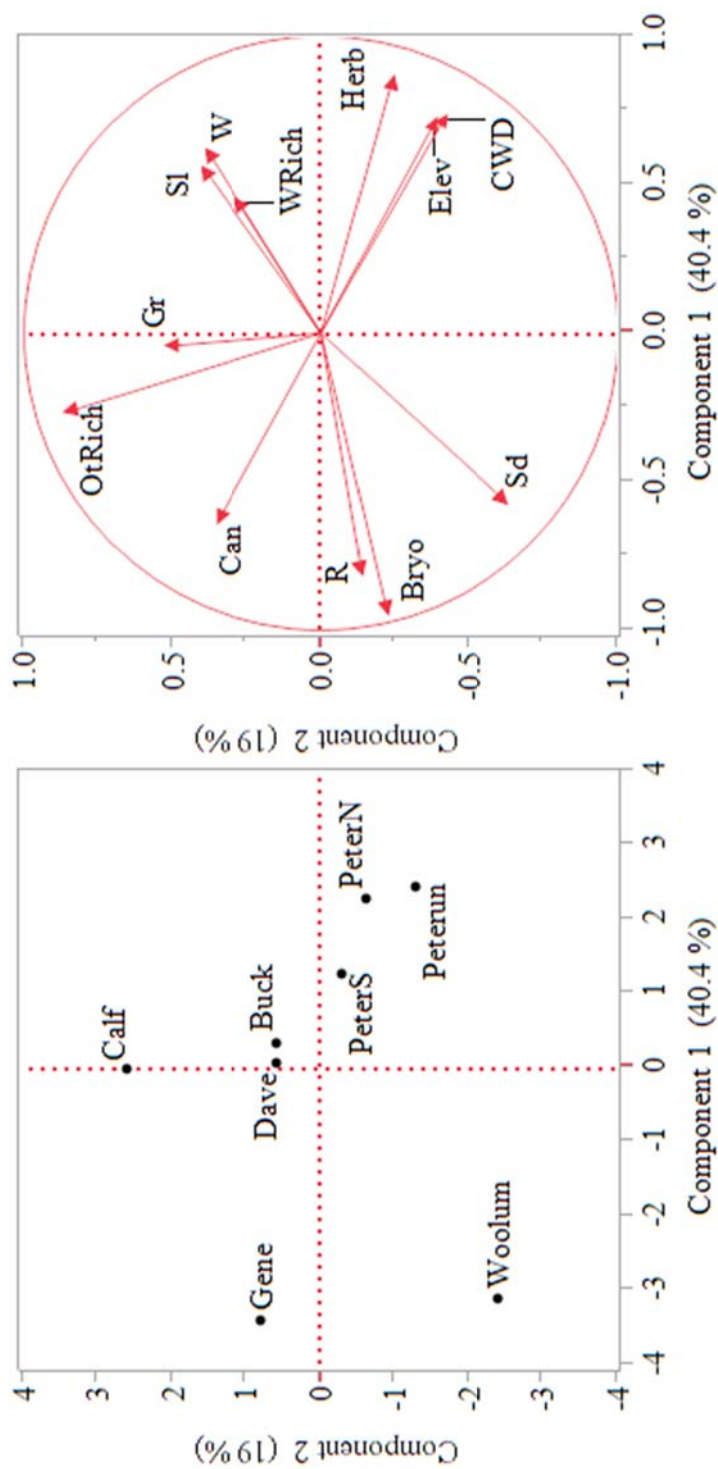 Component 2 (19%)
4
3
2
1
0
-1
-2
-3
-4
Calf
Gene
Dave
Buck
PeterS
PeterN
Peterun
Woolum
-4
-3
-2
-1
0
1
2
3
4
Component 1 (40.4 %)
Component 2 (19%)
1.0
0.5
0.0
-0.5
-1.0
OtRich
Gr
Sl
W
WRich
Can
Herb
R
Bryo
Elev
CWD
Sd
-1.0
-0.5
0.0
0.5
1.0
Component 1 (40.4 %)